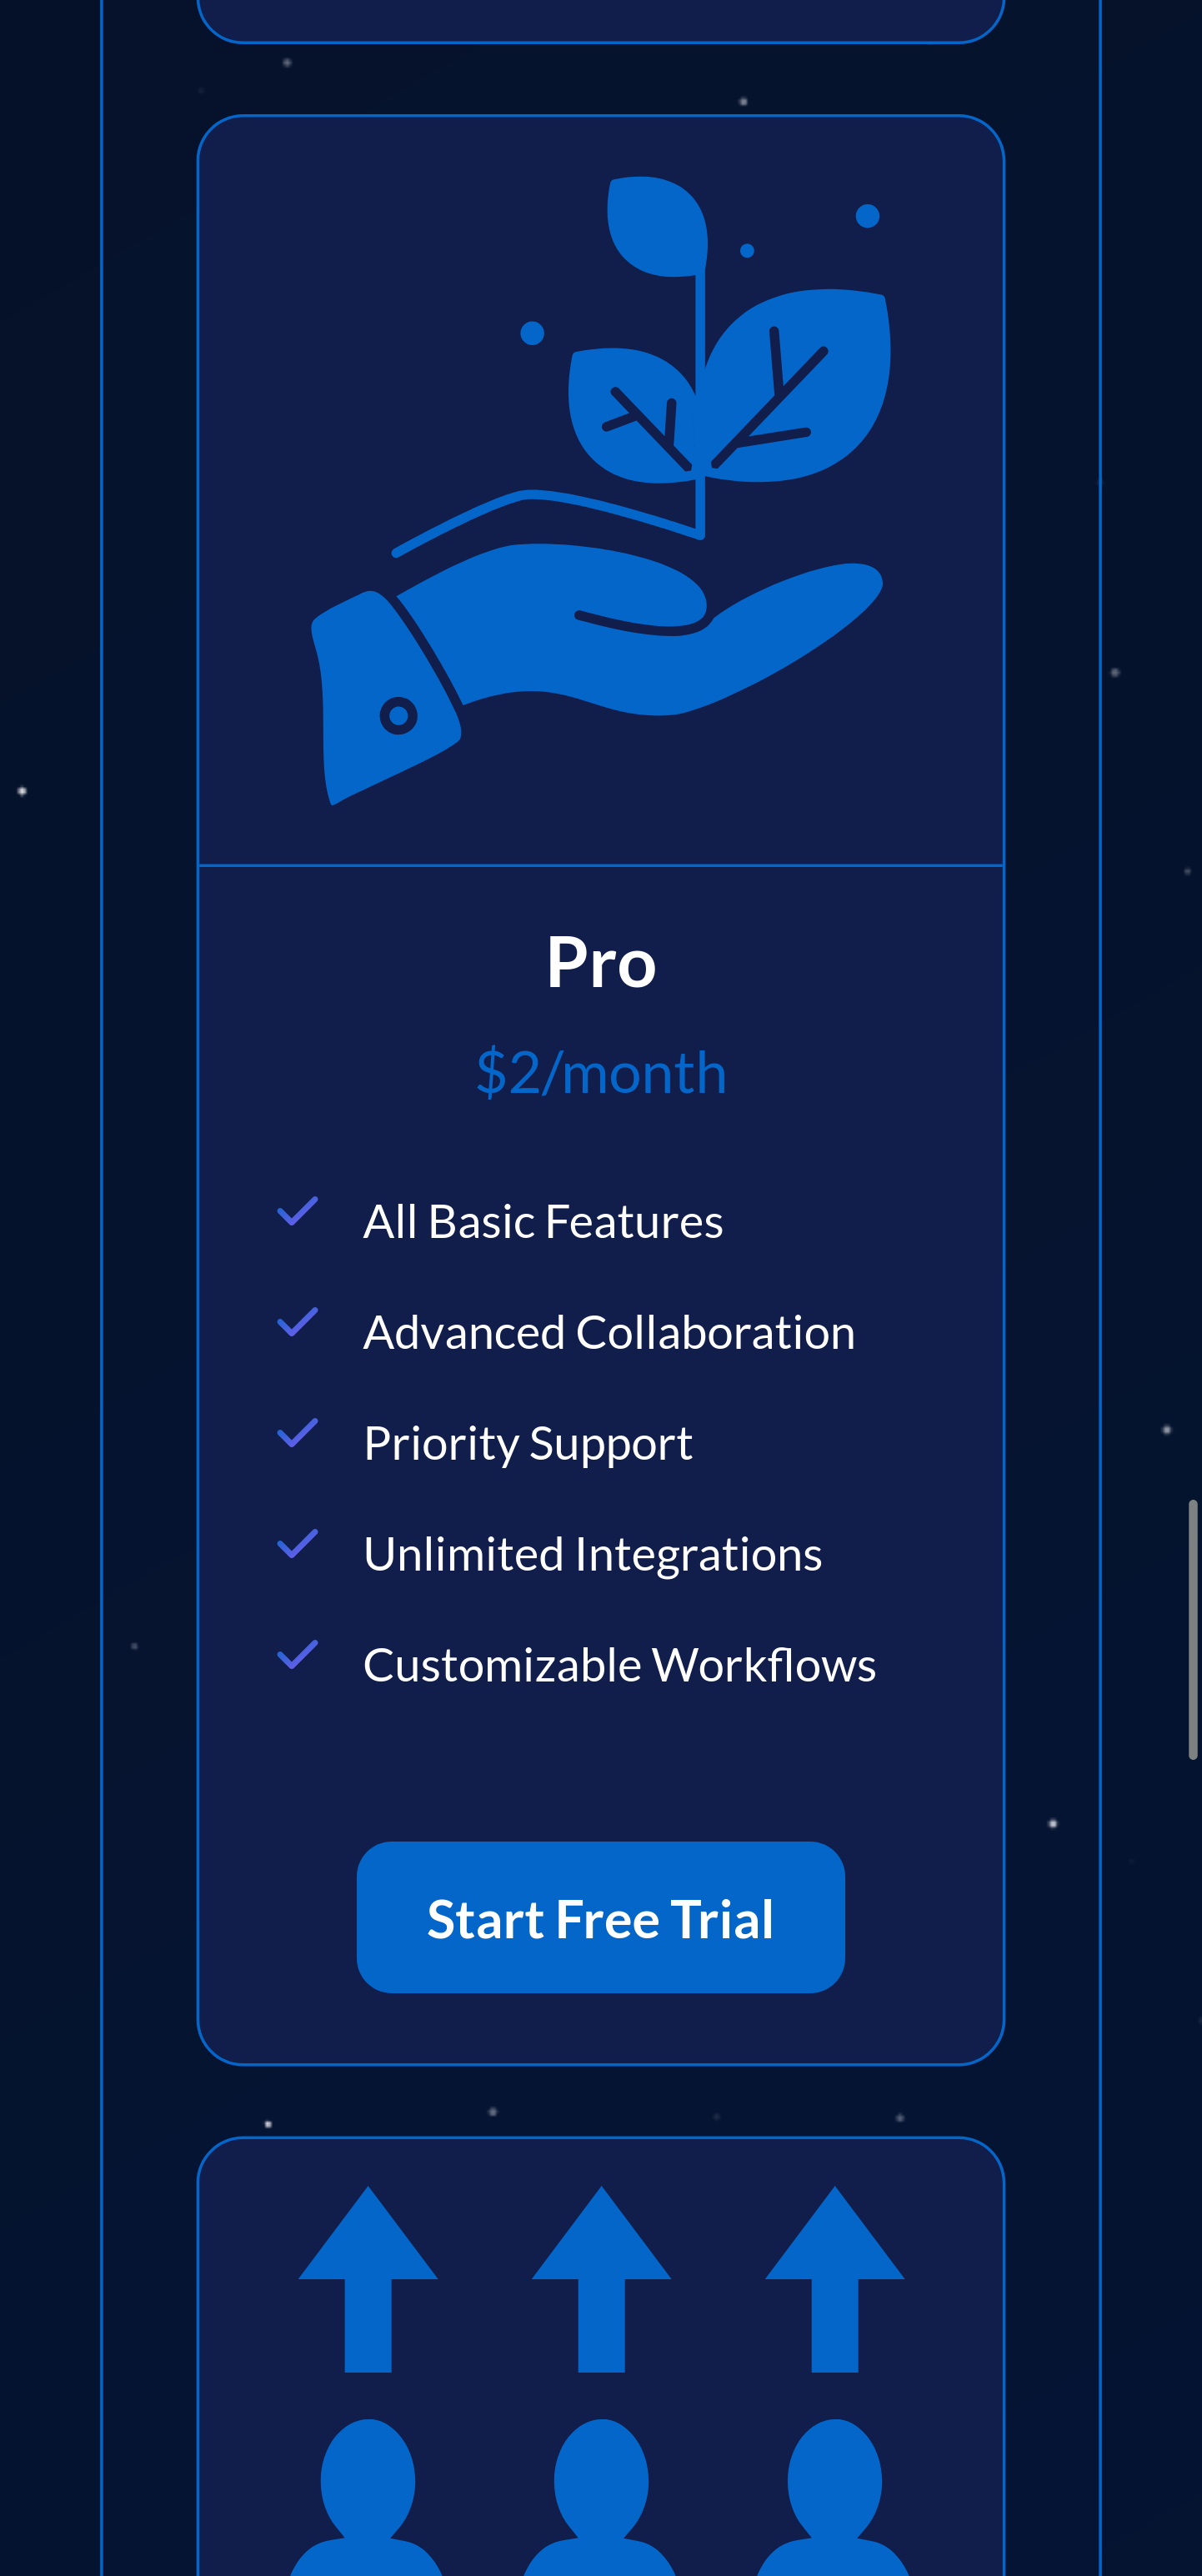 Pro
$2/month
All Basic Features
Advanced Collaboration
Priority Support
Unlimited Integrations
Customizable Workflows
Start Free Trial